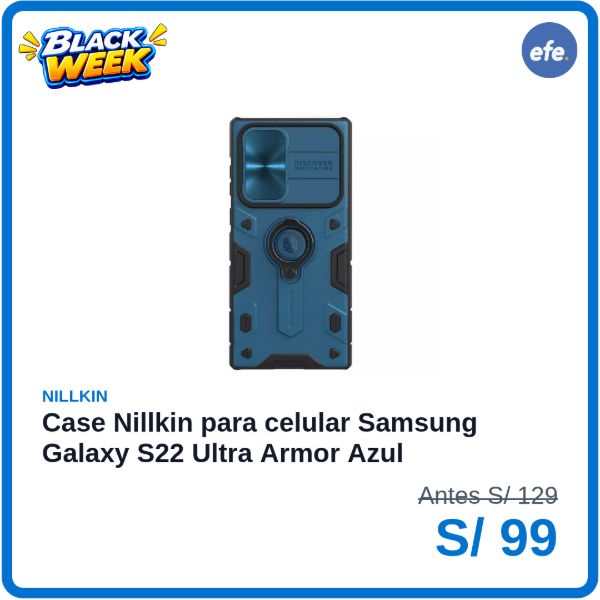 BLACK
WEEK
efe.
DISCOVER
INNOVATION
NILLKIN
Case Nillkin para celular Samsung
Galaxy S22 Ultra Armor Azul
Antes S/ 129
S/ 99